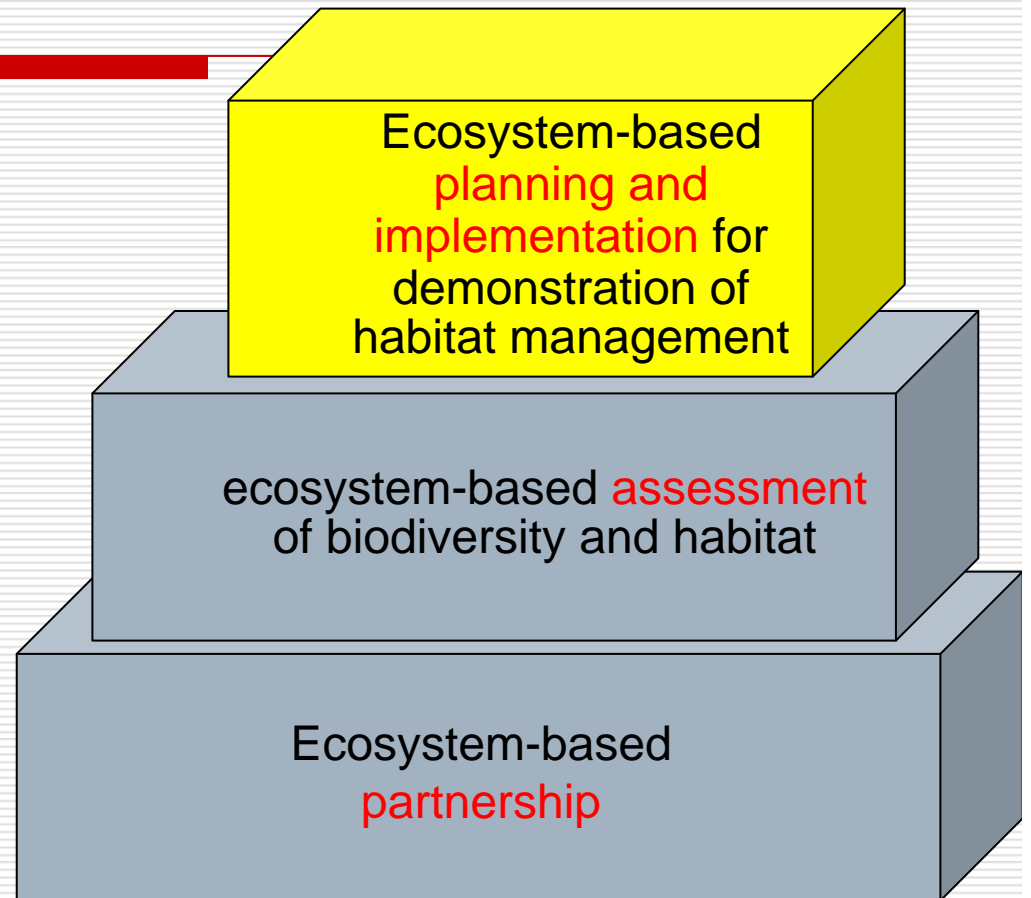 Ecosystem-based
planning and
implementation for
demonstration of
habitat management
ecosystem-based assessment
of biodiversity and habitat
Ecosystem-based
partnership